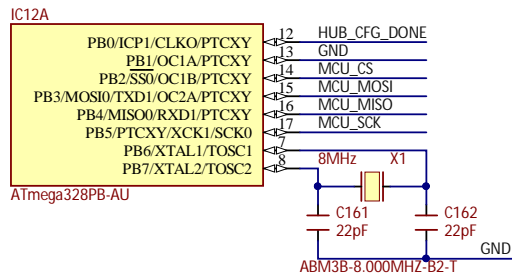 IC12A
PB0/ICP1/CLKO/PTCXY 12 HUB_CFG_DONE
PB1/OC1A/PTCXY 13 GND
PB2/SS0/OC1B/PTCXY 14 MCU_CS
PB3/MOSI0/TXD1/OC2A/PTCXY 15 MCU_MOSI
PB4/MISO0/RXD1/PTCXY 16 MCU_MISO
PB5/PTCXY/XCK1/SCK0 17 MCU_SCK
PB6/XTAL1/TOSC1 7
PB7/XTAL2/TOSC2 8
8MHz X1
ATmega328PB-AU
C161 C162
22pF 22pF
GND
ABM3B-8.000MHZ-B2-T